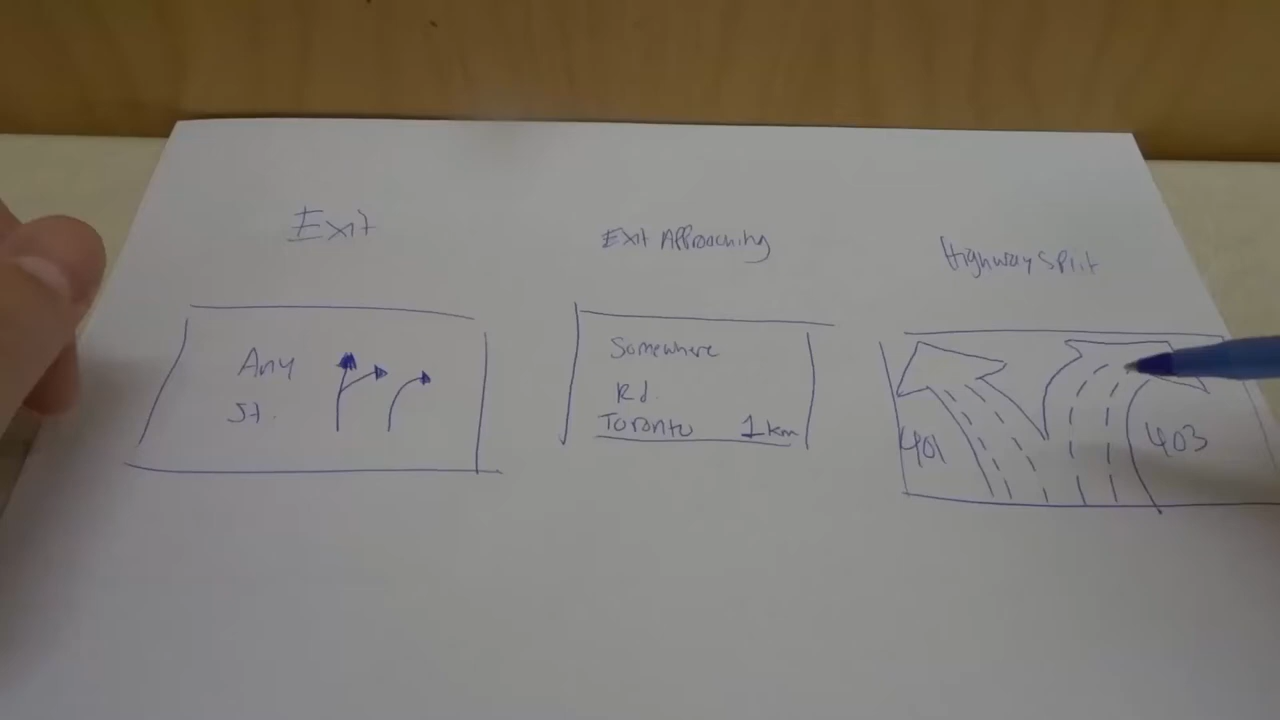 Exit
Any
St.
Exit Approaching
Somewhere
Rd.
Toronto 1km
Highway Split
401
403